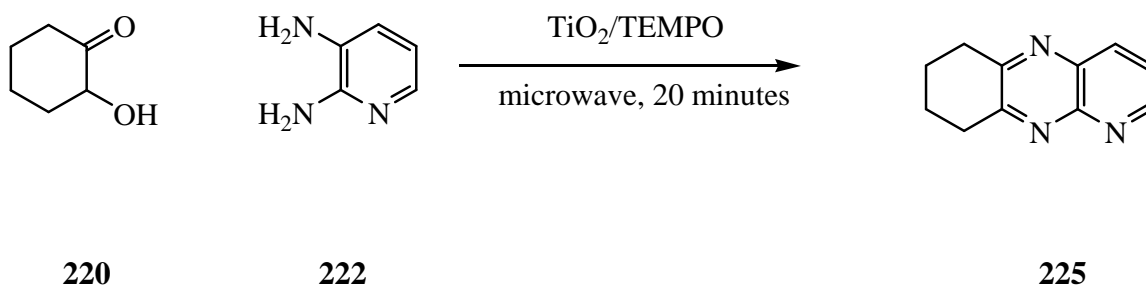 O
OH
H₂N
H₂N
N
TiO₂/TEMPO
microwave, 20 minutes
N
N
N
220
222
225